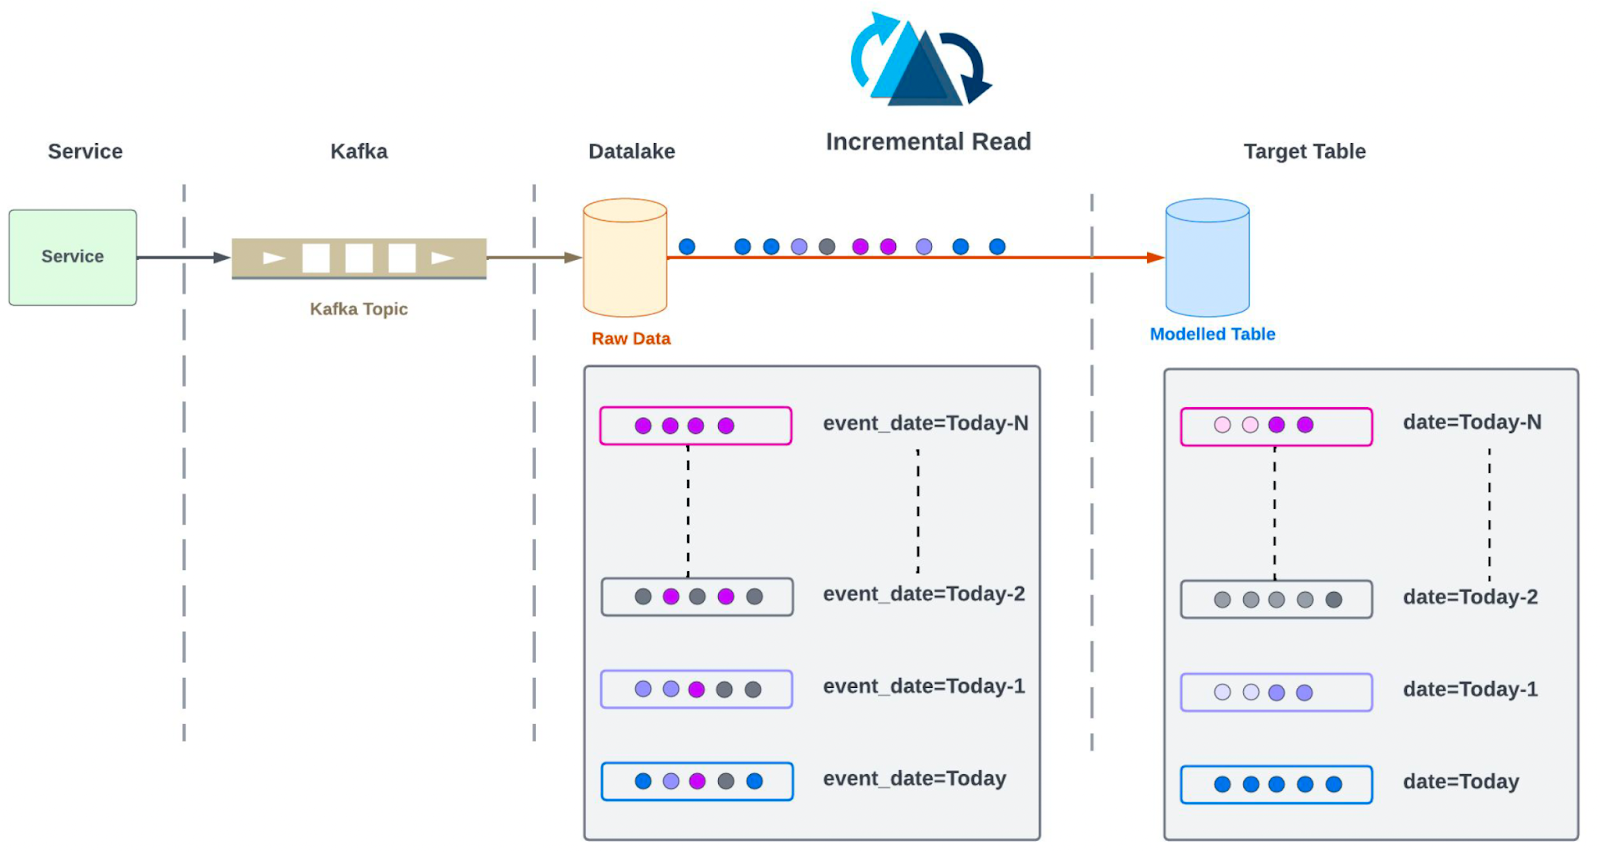 Incremental Read
Service
Kafka
Datalake
Target Table
Service
Kafka Topic
Raw Data
Modelled Table
event_date=Today-N
event_date=Today-2
event_date=Today-1
event_date=Today
date=Today-N
date=Today-2
date=Today-1
date=Today